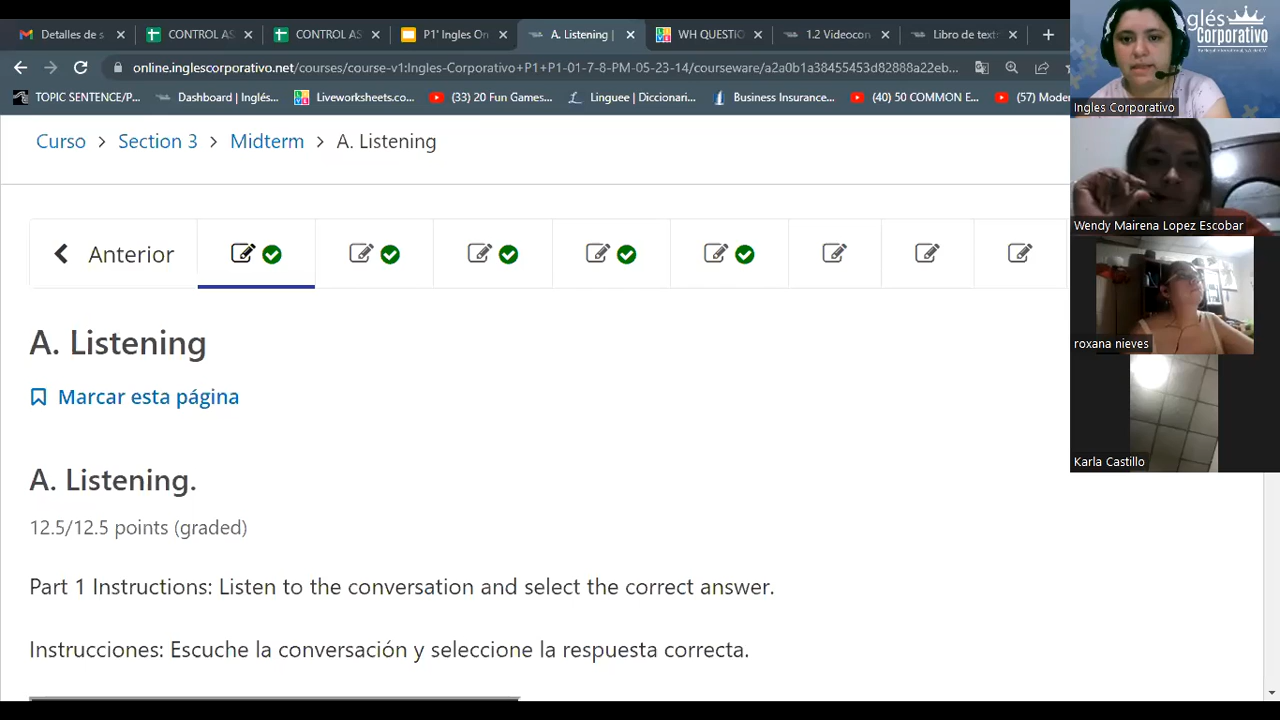 Detalles de s
CONTROL AS
CONTROL AS
P1' Ingles On
A. Listening |
WH QUESTIO
1.2 Videocon
Libro de text
online.inglescorporativo.net/courses/course-v1:Ingles-Corporativo+P1+P1-01-7-8-PM-05-23-14/courseware/a2a0b1a38455453d82888a22eb...
TOPIC SENTENCE/P...
Dashboard | Inglés...
Liveworksheets.co...
(33) 20 Fun Games...
Linguee | Diccionari...
Business Insurance...
(40) 50 COMMON E...
(57) Moder
Curso > Section 3 > Midterm > A. Listening
Anterior
A. Listening
Marcar esta página
A. Listening.
12.5/12.5 points (graded)
Part 1 Instructions: Listen to the conversation and select the correct answer.
Instrucciones: Escuche la conversación y seleccione la respuesta correcta.
glés
Corporativo
Ingles Corporativo
Wendy Mairena Lopez Escobar
roxana nieves
Karla Castillo